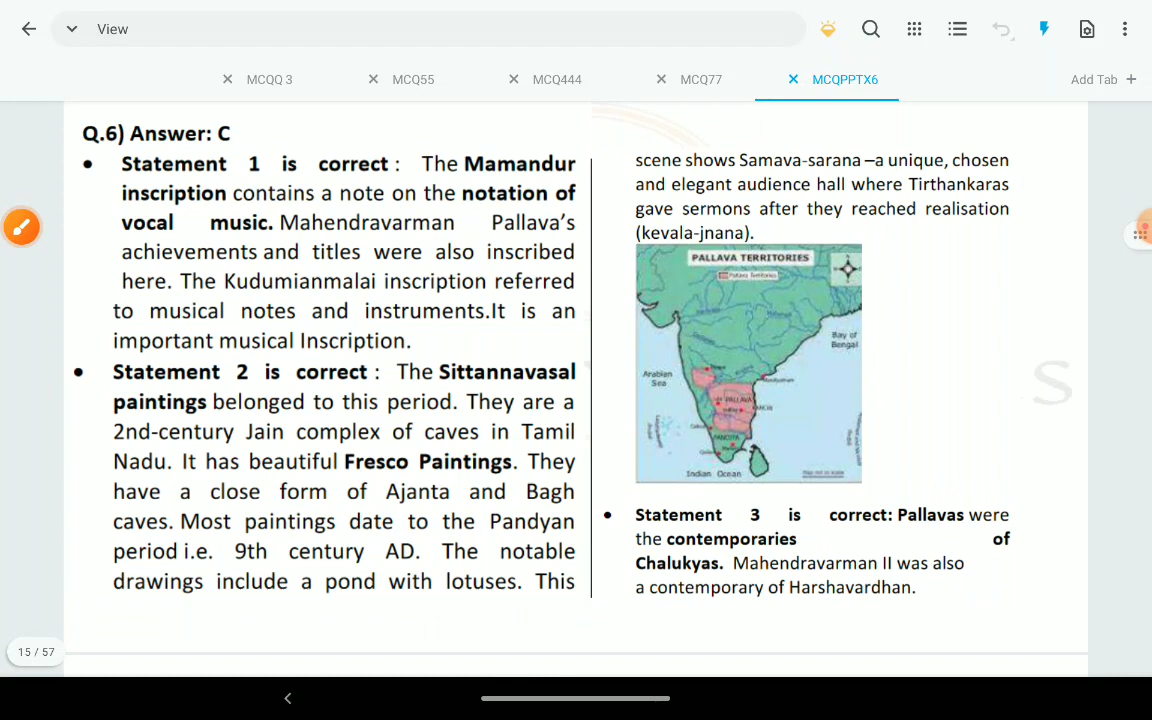 View
MCQQ 3
MCQ55
MCQ444
MCQ77
MCQPPTX6
Add Tab
Q.6) Answer: C
• Statement 1 is correct : The Mamandur
inscription contains a note on the notation of
vocal music. Mahendravarman Pallava's
achievements and titles were also inscribed
here. The Kudumianmalai inscription referred
to musical notes and instruments.It is an
important musical Inscription.
• Statement 2 is correct : The Sittannavasal
paintings belonged to this period. They are a
2nd-century Jain complex of caves in Tamil
Nadu. It has beautiful Fresco Paintings. They
have a close form of Ajanta and Bagh
caves. Most paintings date to the Pandyan
period i.e. 9th century AD. The notable
drawings include a pond with lotuses. This
scene shows Samava-sarana –a unique, chosen
and elegant audience hall where Tirthankaras
gave sermons after they reached realisation
(kevala-jnana).
PALLAVA TERRITORIES
Pallava Territories
Bay of
Bengal
Arabian
Sea
PALLAVA
Indian Ocean
• Statement 3 is correct: Pallavas were
the contemporaries of
Chalukyas. Mahendravarman II was also
a contemporary of Harshavardhan.
S
15 / 57